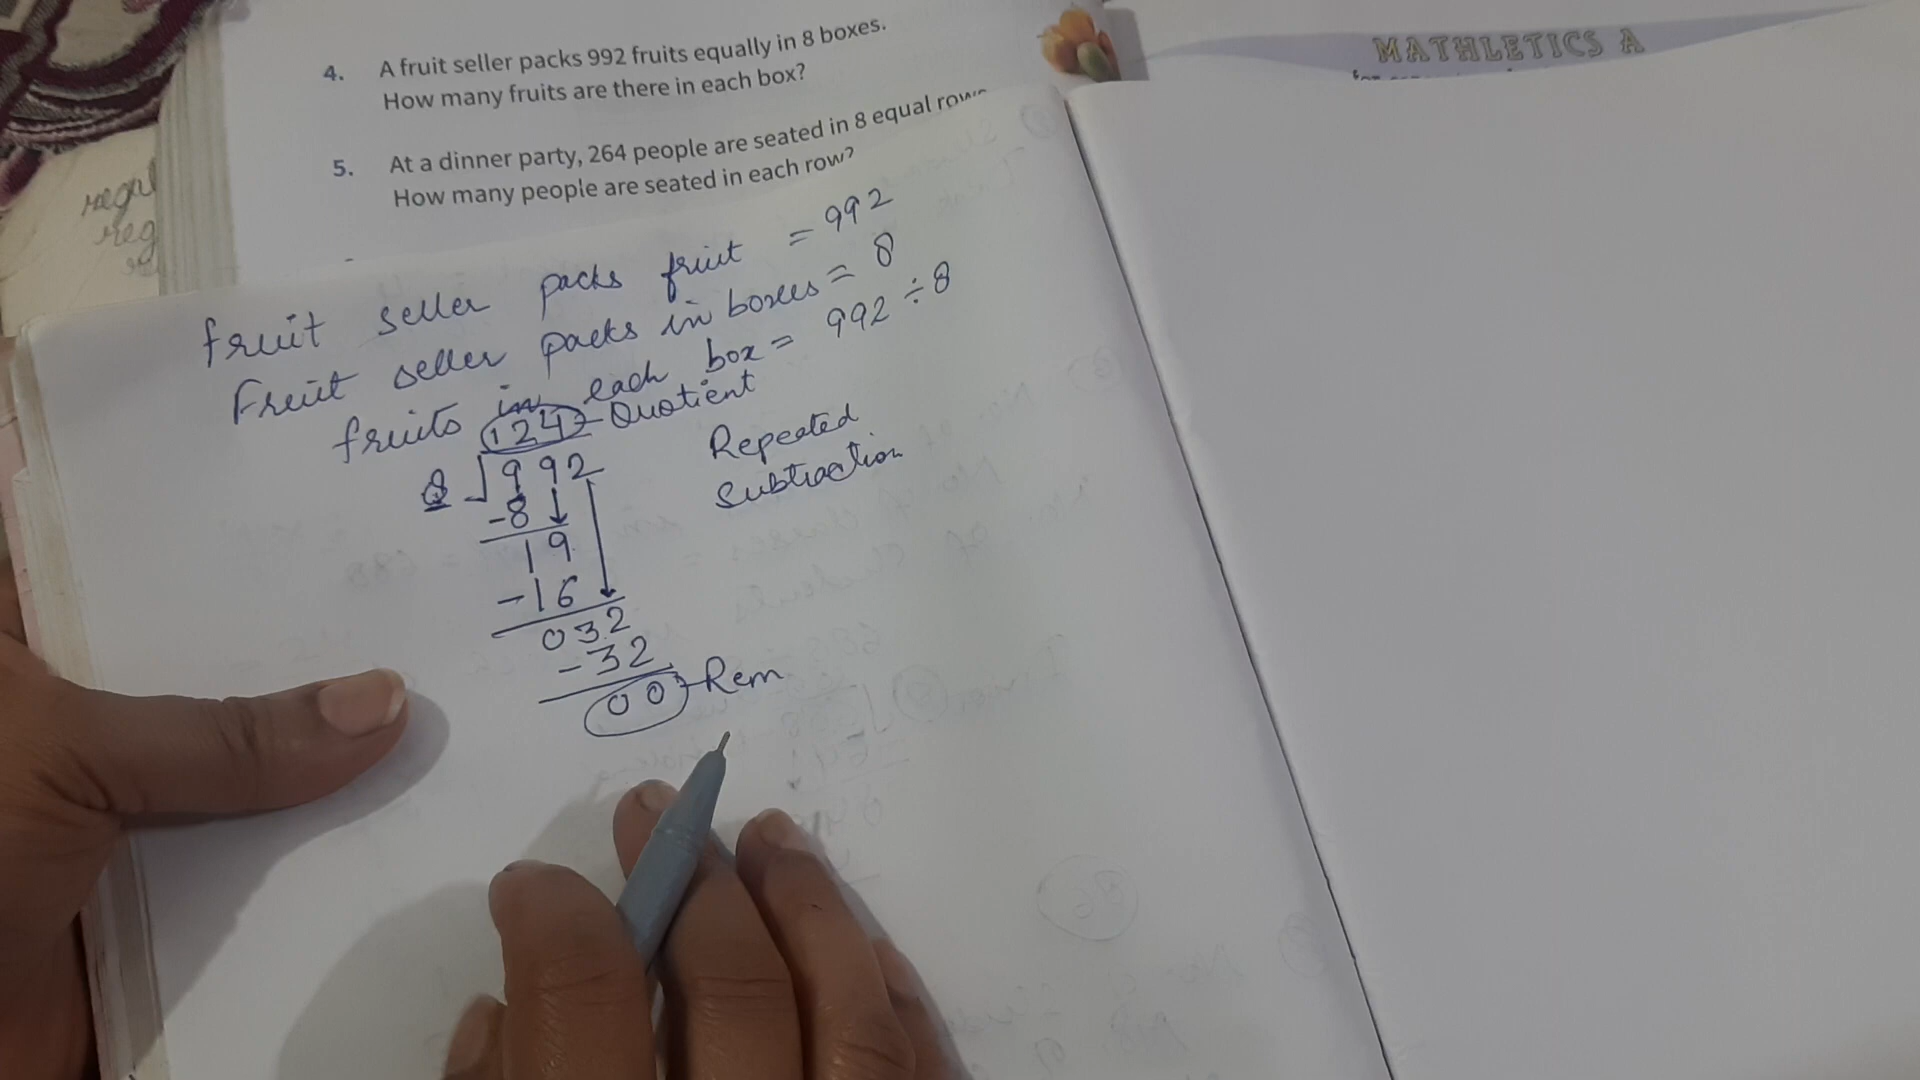 MATHLETICS A
4. A fruit seller packs 992 fruits equally in 8 boxes.
How many fruits are there in each box?
5. At a dinner party, 264 people are seated in 8 equal rows
How many people are seated in each row?
regul
reg
fruit seller packs fruit = 992
Fruit seller packs in boxes = 8
fruits in each box = 992 ÷ 8
124 - Quotient
8 √992
Repeated
Subtraction
-8
19
-16
032
-32
00 - Rem